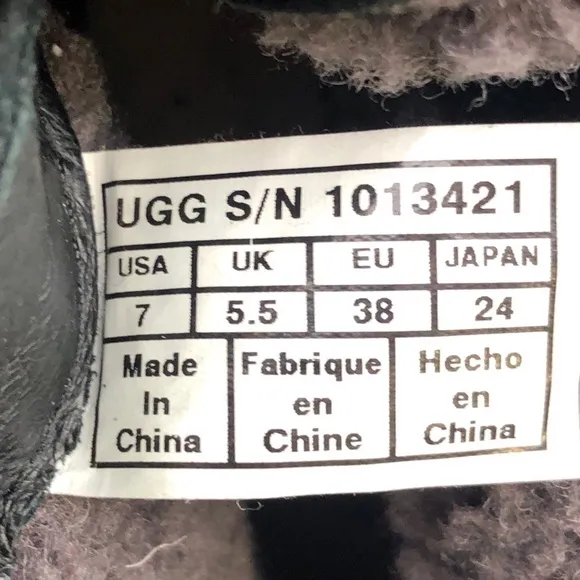 UGG S/N 1013421
USA UK EU JAPAN
7 5.5 38 24
Made Fabrique Hecho
In en en
China Chine China